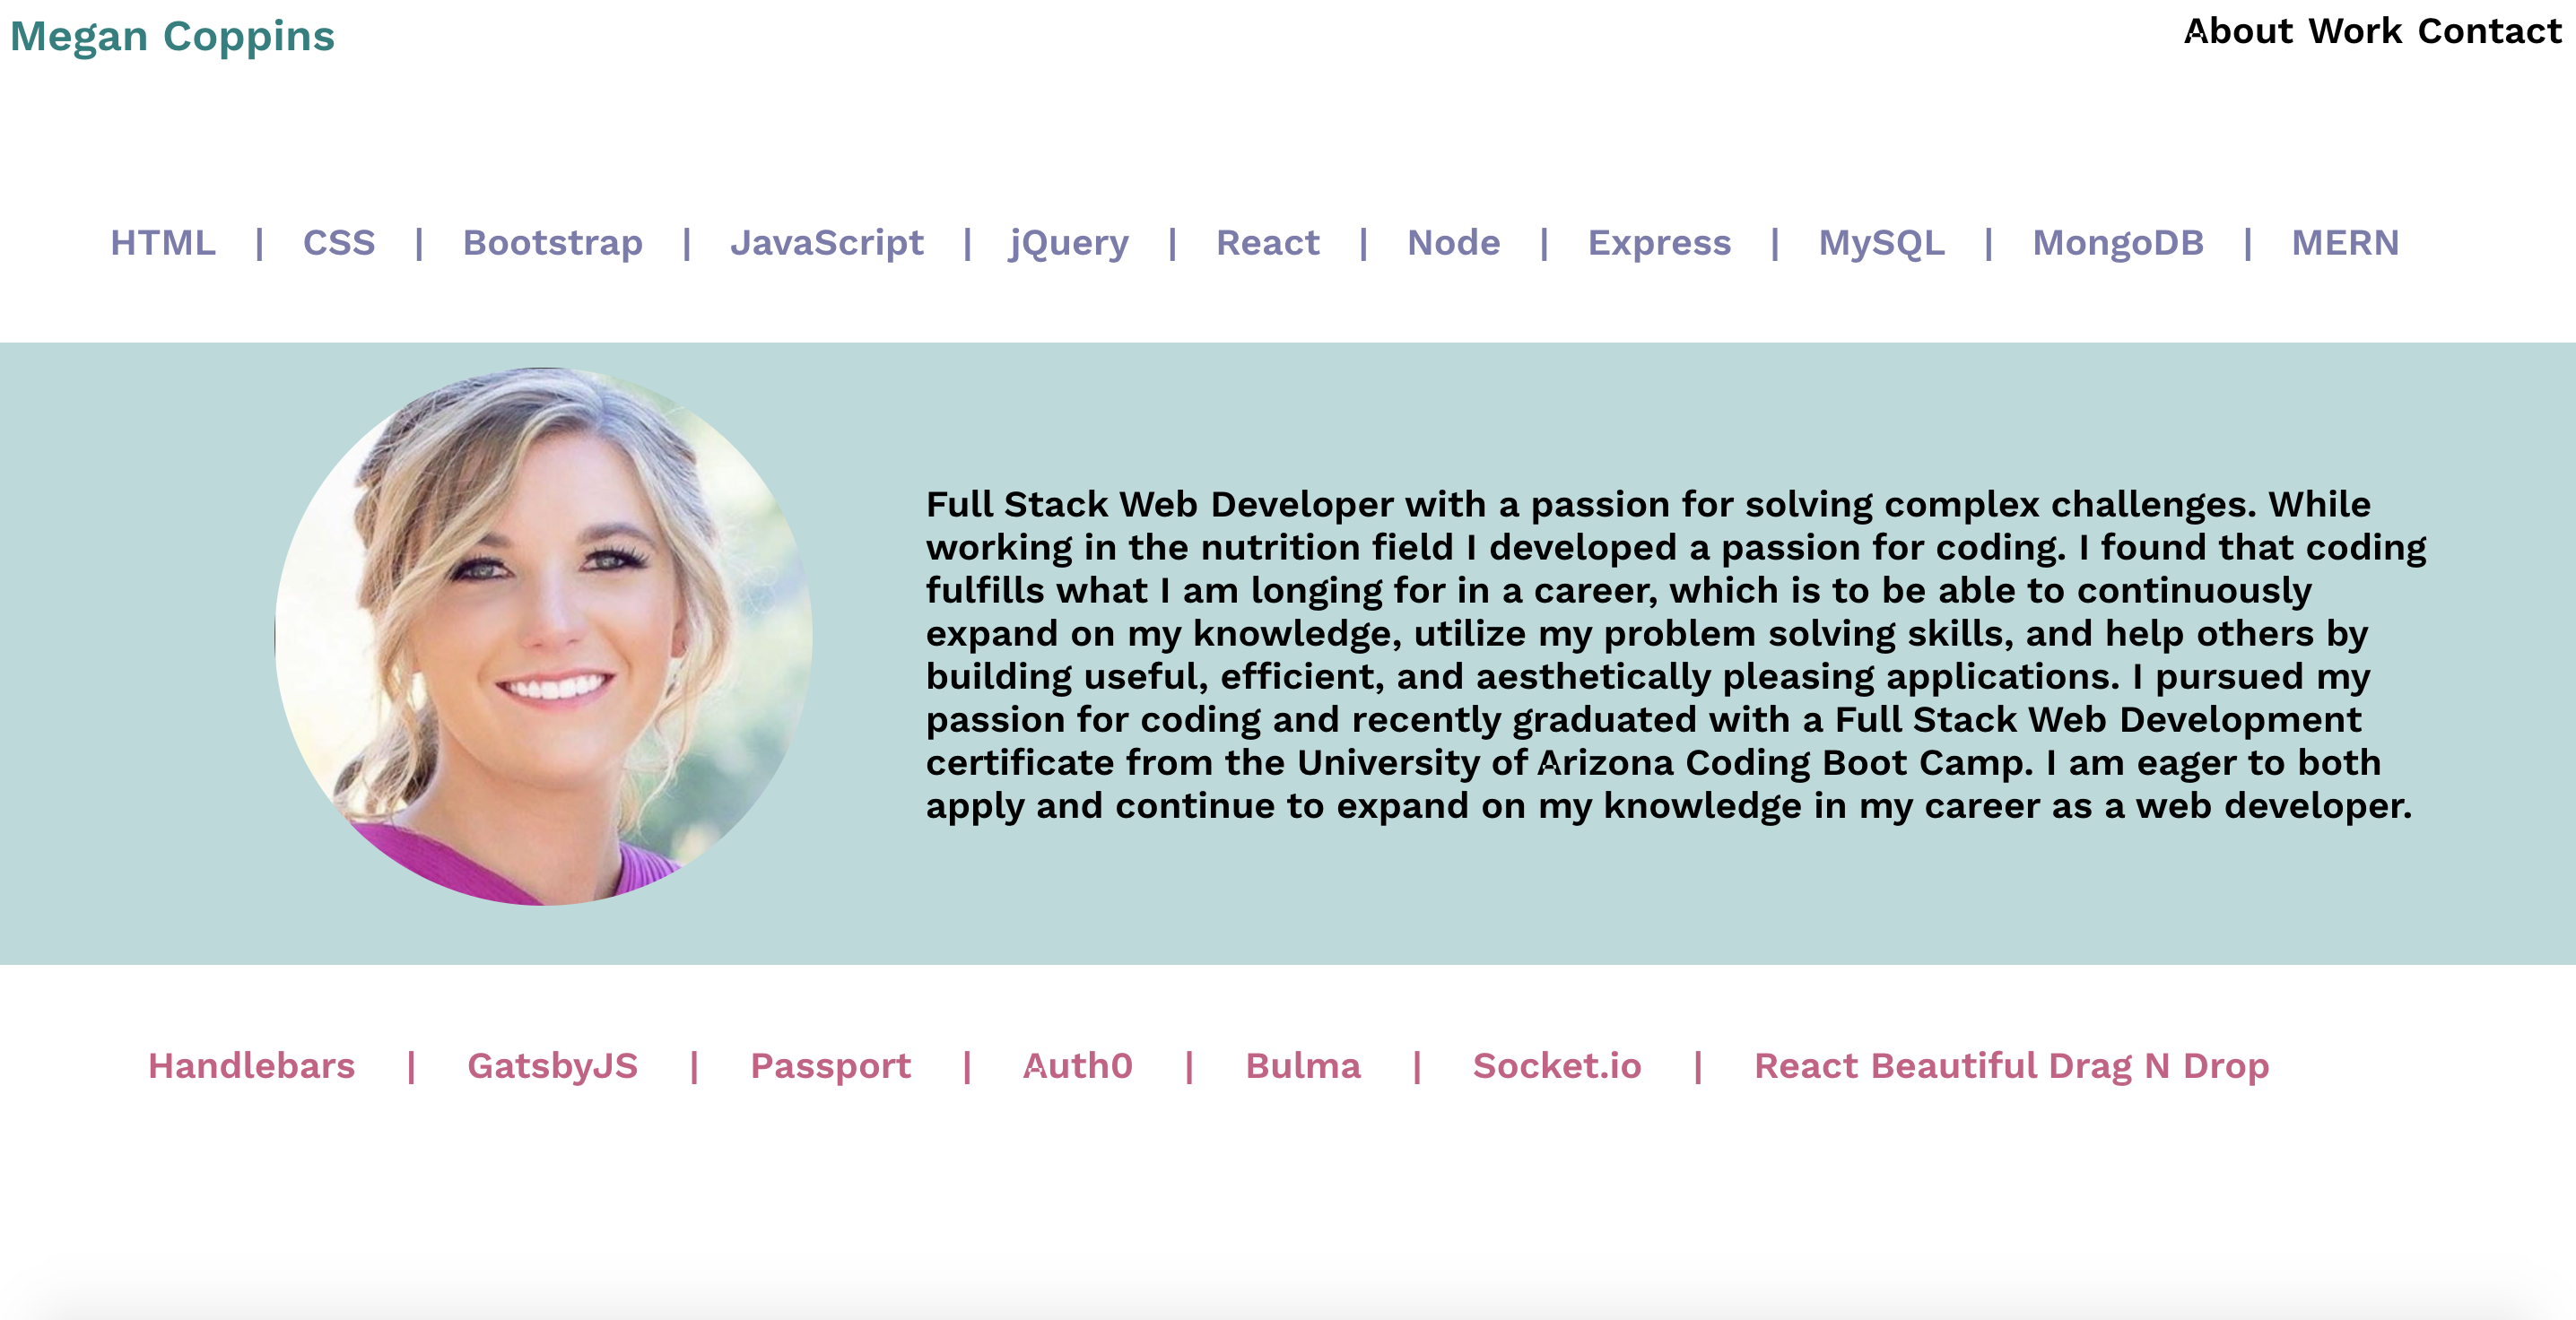 Megan Coppins
About Work Contact
HTML | CSS | Bootstrap | JavaScript | jQuery | React | Node | Express | MySQL | MongoDB | MERN
Full Stack Web Developer with a passion for solving complex challenges. While
working in the nutrition field I developed a passion for coding. I found that coding
fulfills what I am longing for in a career, which is to be able to continuously
expand on my knowledge, utilize my problem solving skills, and help others by
building useful, efficient, and aesthetically pleasing applications. I pursued my
passion for coding and recently graduated with a Full Stack Web Development
certificate from the University of Arizona Coding Boot Camp. I am eager to both
apply and continue to expand on my knowledge in my career as a web developer.
Handlebars | GatsbyJS | Passport | Auth0 | Bulma | Socket.io | React Beautiful Drag N Drop